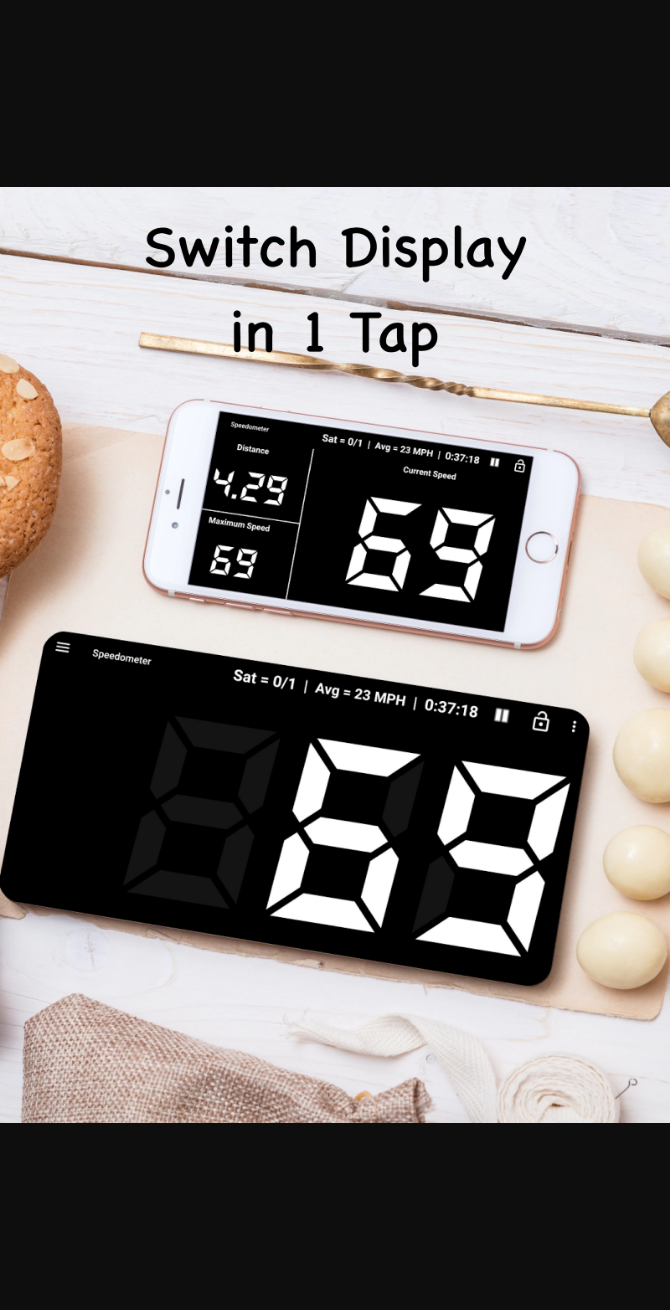 Switch Display
in 1 Tap
Speedometer
Sat = 0/1 | Avg = 23 MPH | 0:37:18
Distance
4.29
Maximum Speed
69
Current Speed
69
Speedometer
Sat = 0/1 | Avg = 23 MPH | 0:37:18
69